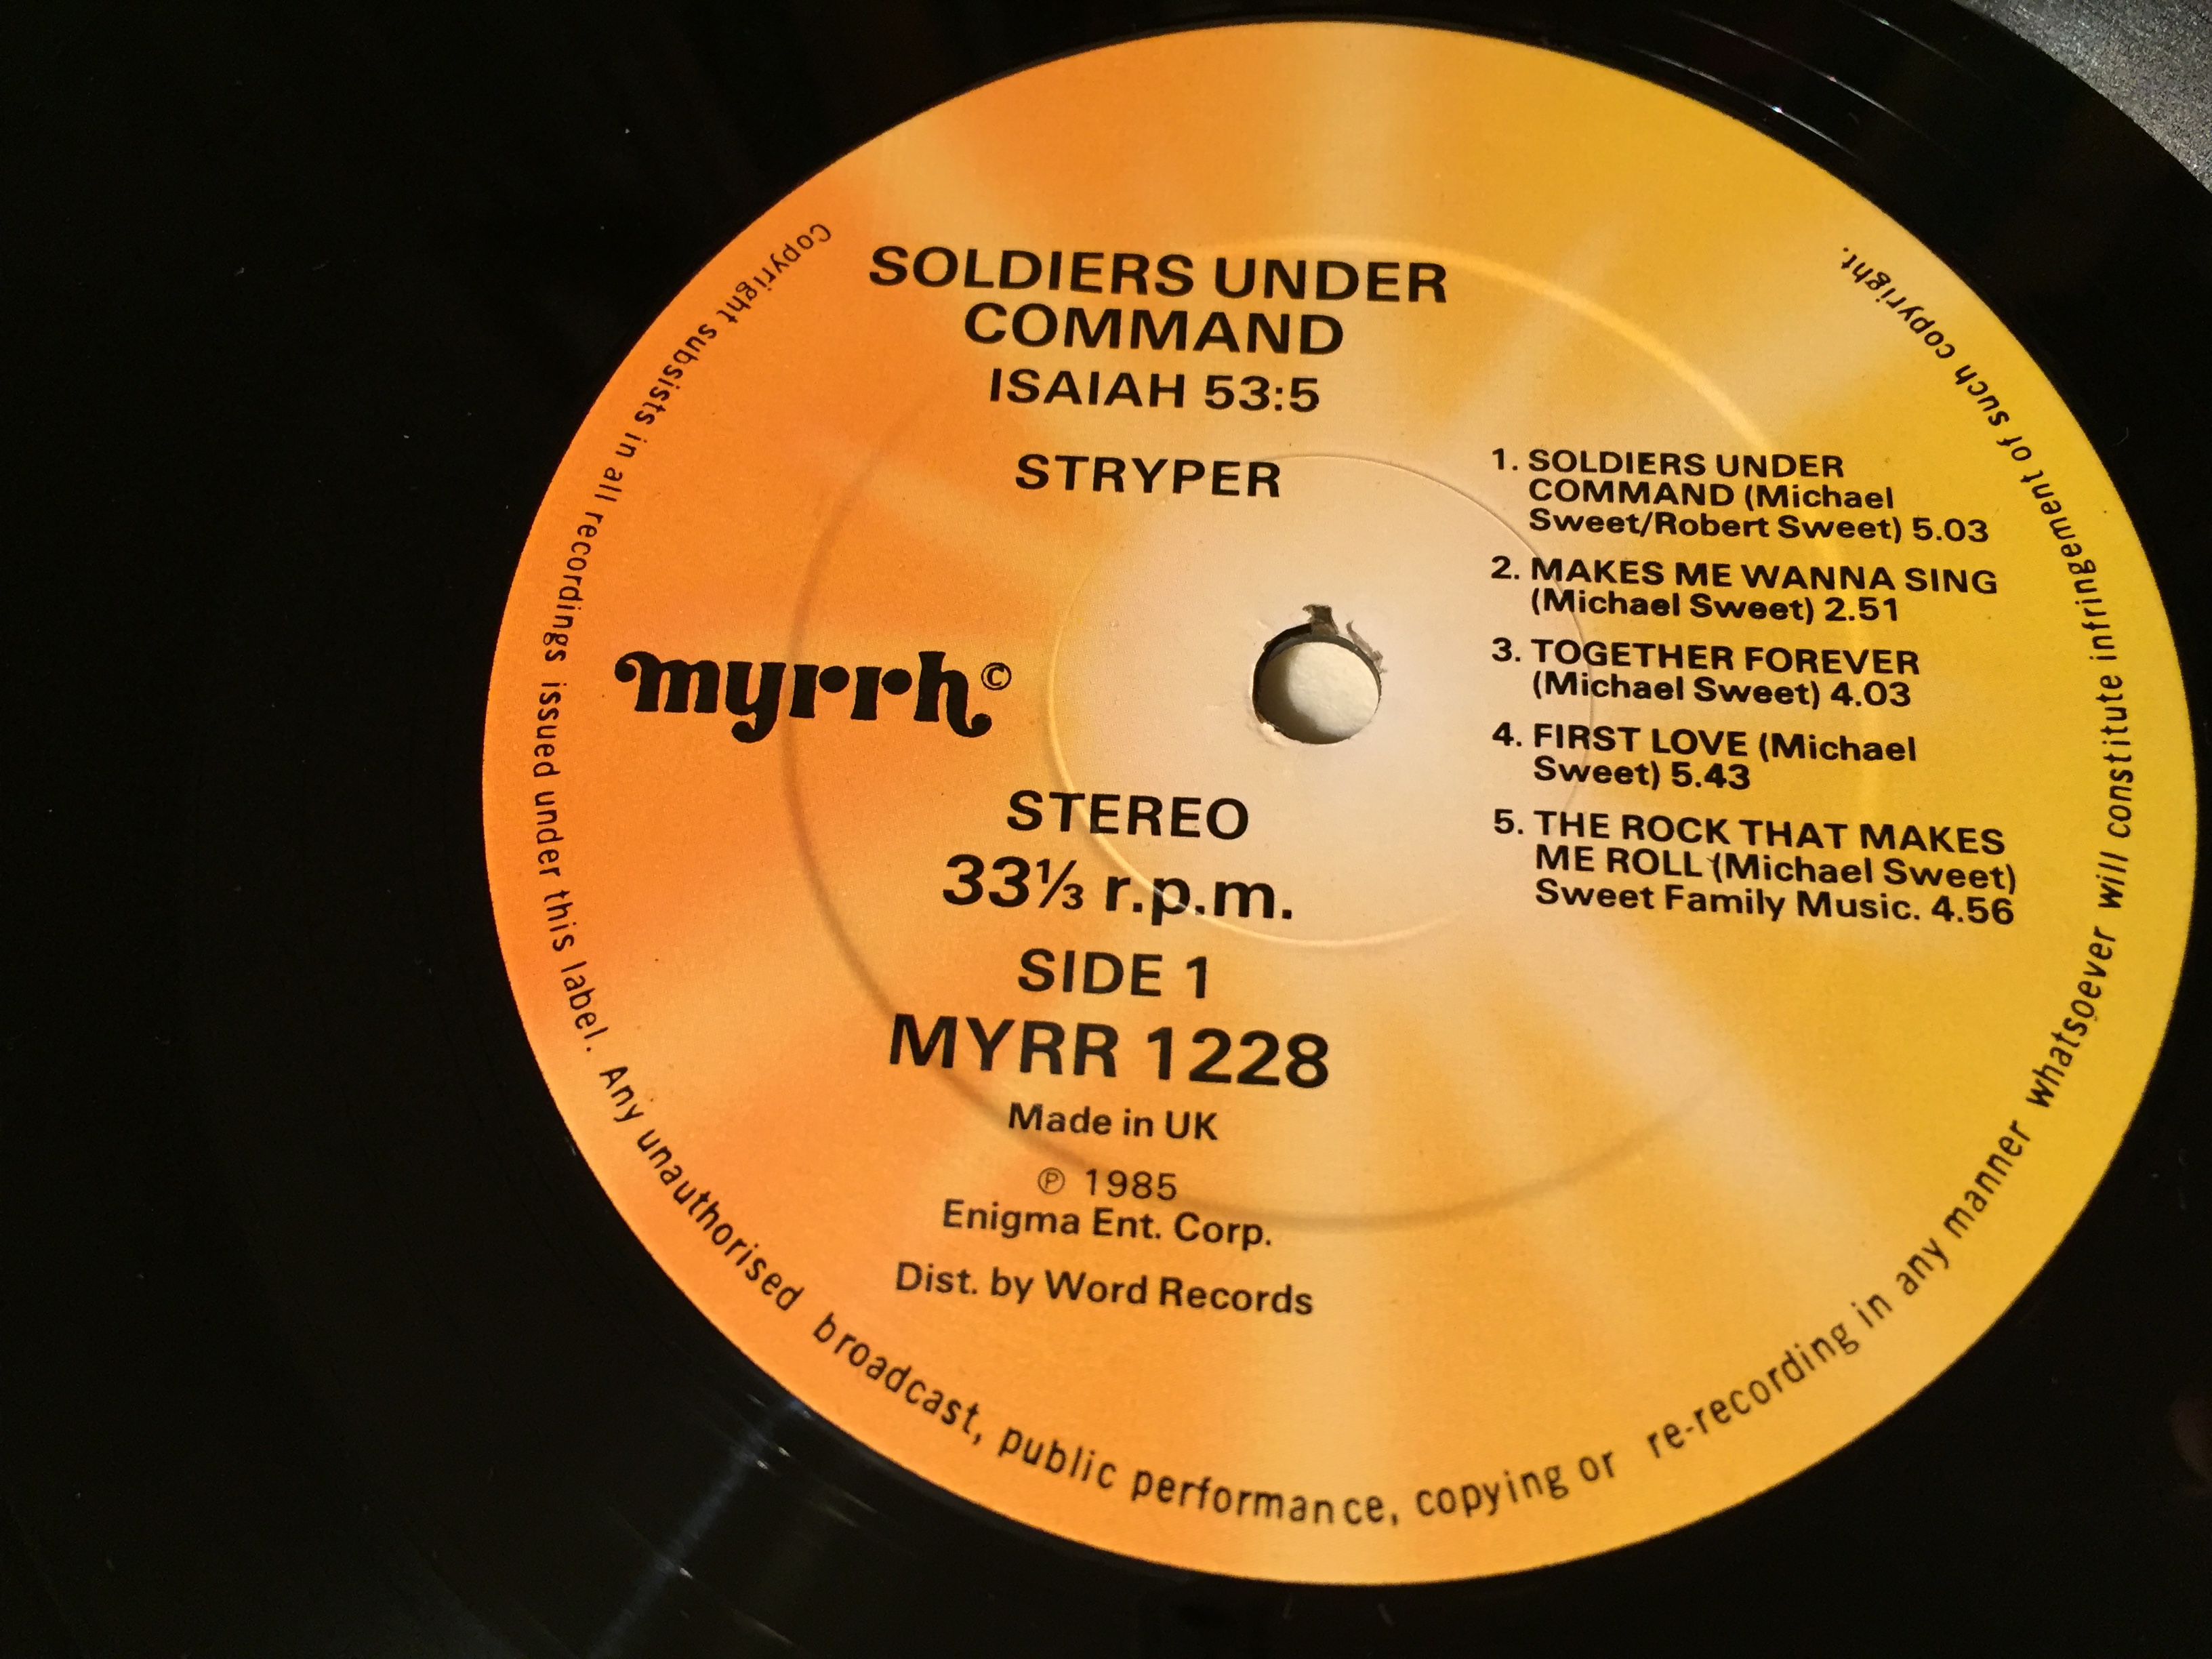 SOLDIERS UNDER
COMMAND
ISAIAH 53:5
STRYPER
myrrh©
STEREO
33⅓ r.p.m.
SIDE 1
MYRR 1228
Made in UK
℗ 1985
Enigma Ent. Corp.
Dist. by Word Records
1. SOLDIERS UNDER
COMMAND (Michael
Sweet/Robert Sweet) 5.03
2. MAKES ME WANNA SING
(Michael Sweet) 2.51
3. TOGETHER FOREVER
(Michael Sweet) 4.03
4. FIRST LOVE (Michael
Sweet) 5.43
5. THE ROCK THAT MAKES
ME ROLL (Michael Sweet)
Sweet Family Music. 4.56
Copyright subsists in all recordings issued under this label. Any unauthorised broadcast, public performance, copying or re-recording in any manner whatsoever will constitute infringement of such copyright.